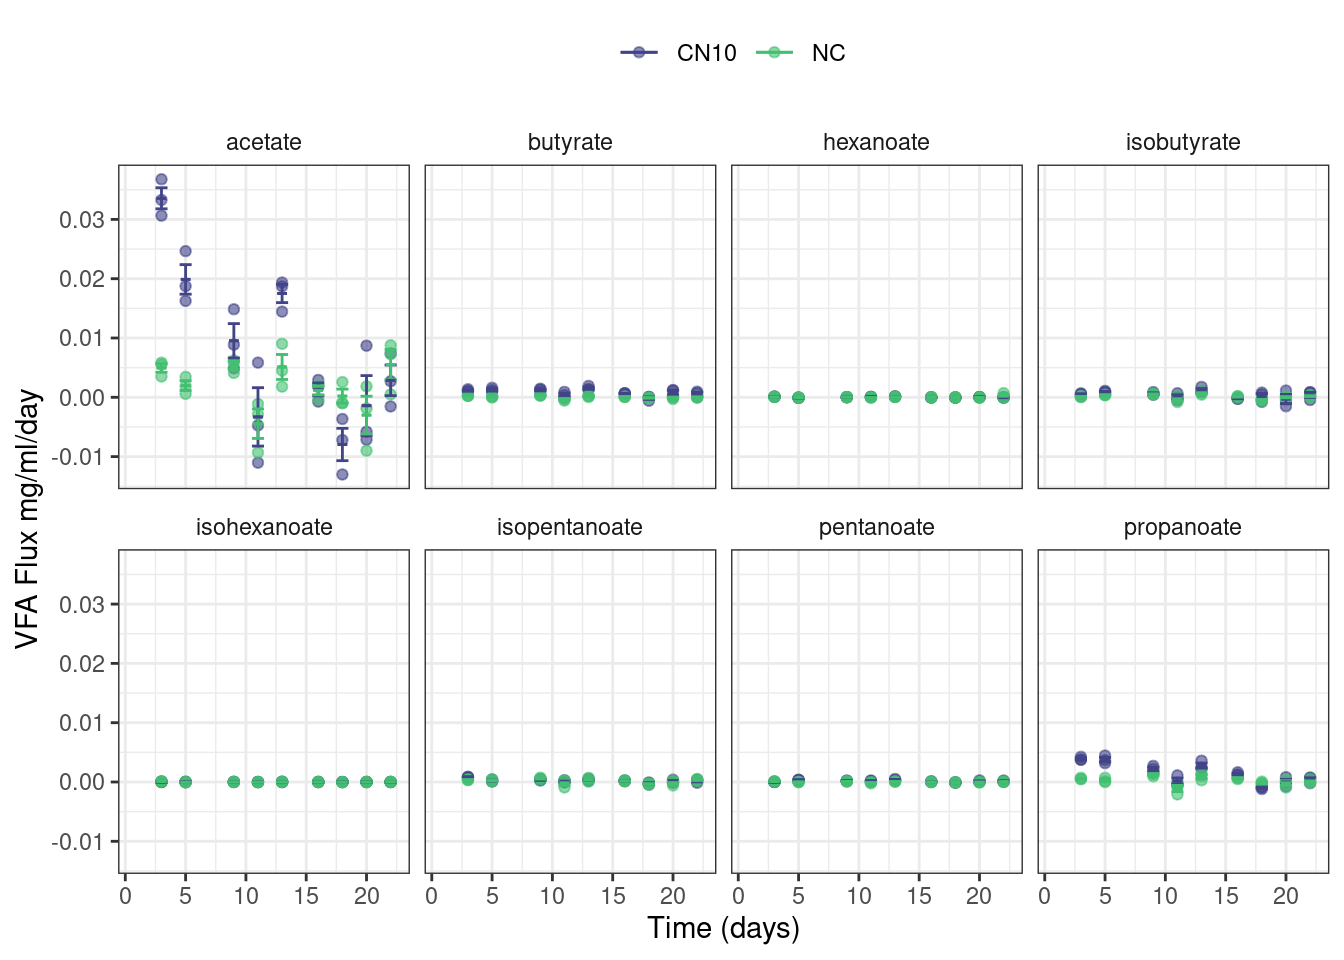 CN10 NC
acetate butyrate hexanoate isobutyrate
0.03
0.02
0.01
0.00
-0.01
isohexanoate isopentanoate pentanoate propanoate
0.03
0.02
0.01
0.00
-0.01
0 5 10 15 20 0 5 10 15 20 0 5 10 15 20 0 5 10 15 20
Time (days)
VFA Flux mg/ml/day